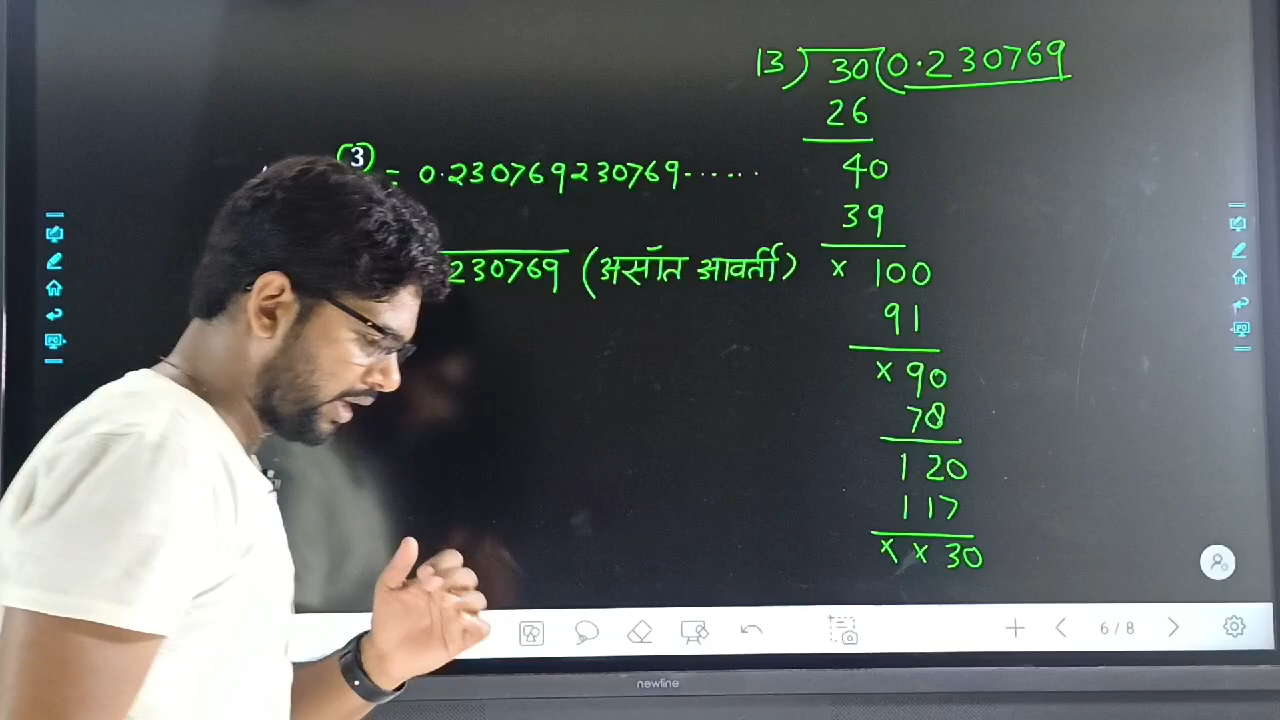 13 ) 30 ( 0.230769
26
40
39
× 100
91
× 90
78
120
117
× × 30
(3) = 0.230769230769......
230769 (असांत आवर्ती)
6 / 8
newline